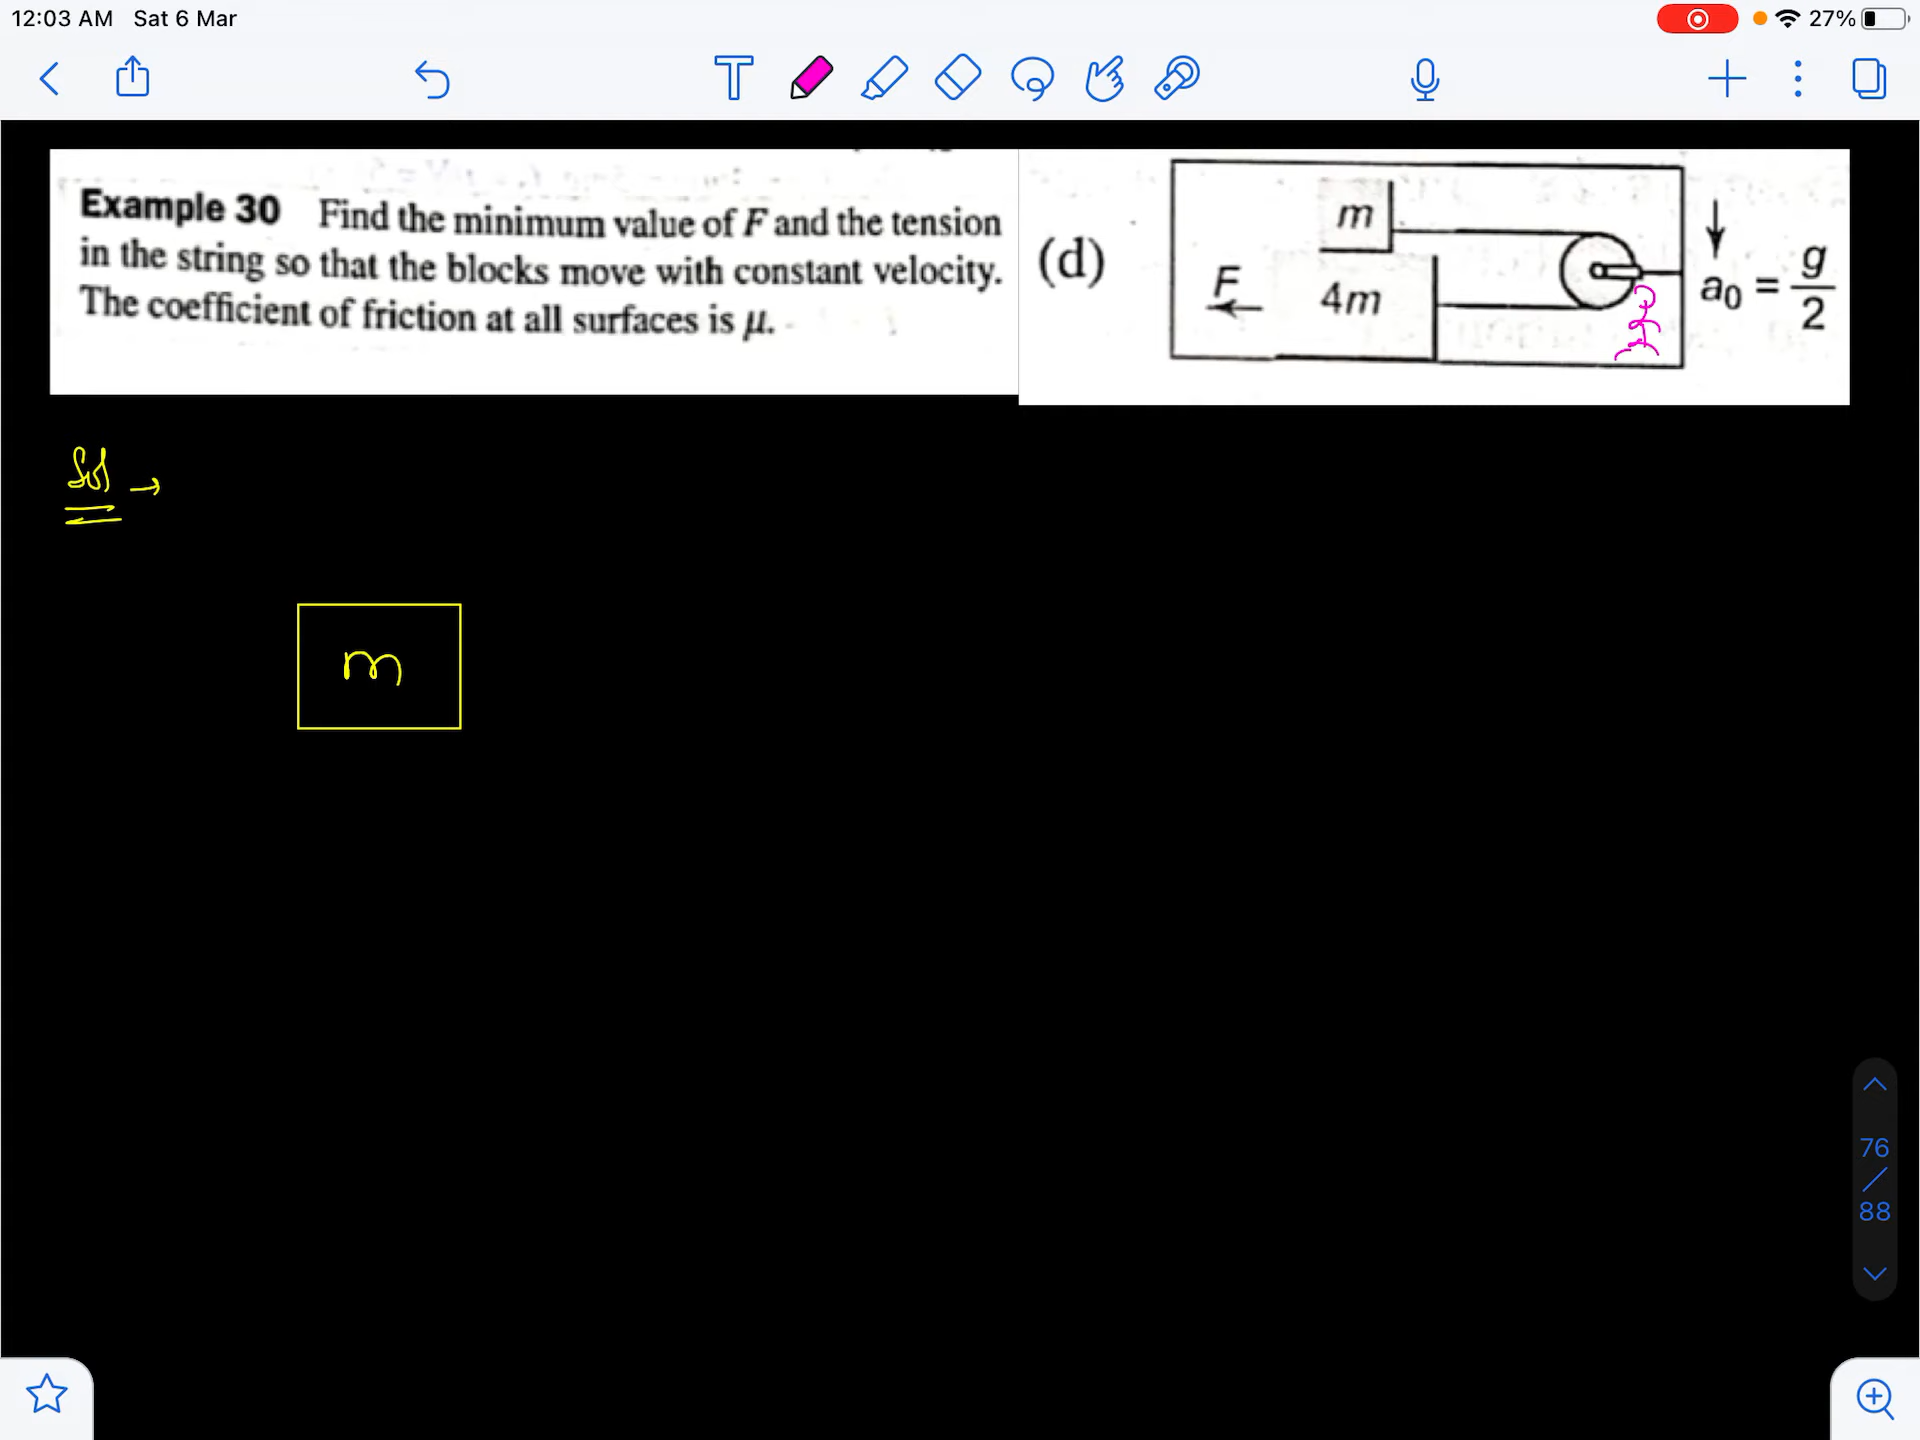 12:03 AM Sat 6 Mar
27%
Example 30 Find the minimum value of F and the tension
in the string so that the blocks move with constant velocity.
The coefficient of friction at all surfaces is μ.
(d)
m
F
4m
a0 = g/2
Sol →
m
76
/
88